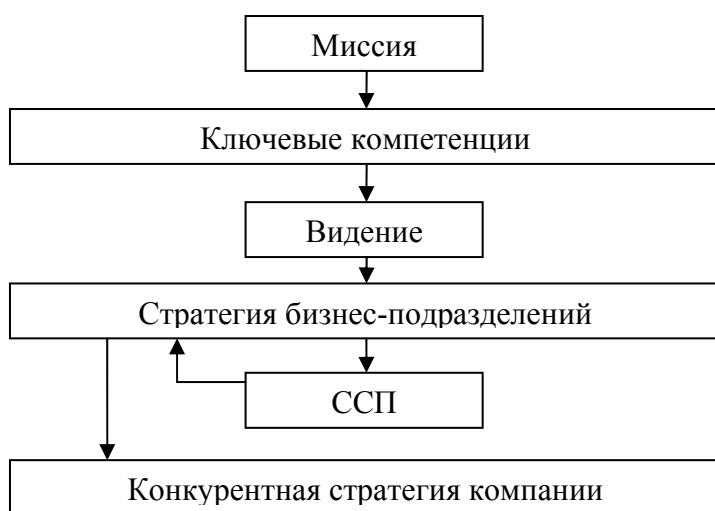 Миссия
Ключевые компетенции
Видение
Стратегия бизнес-подразделений
ССП
Конкурентная стратегия компании